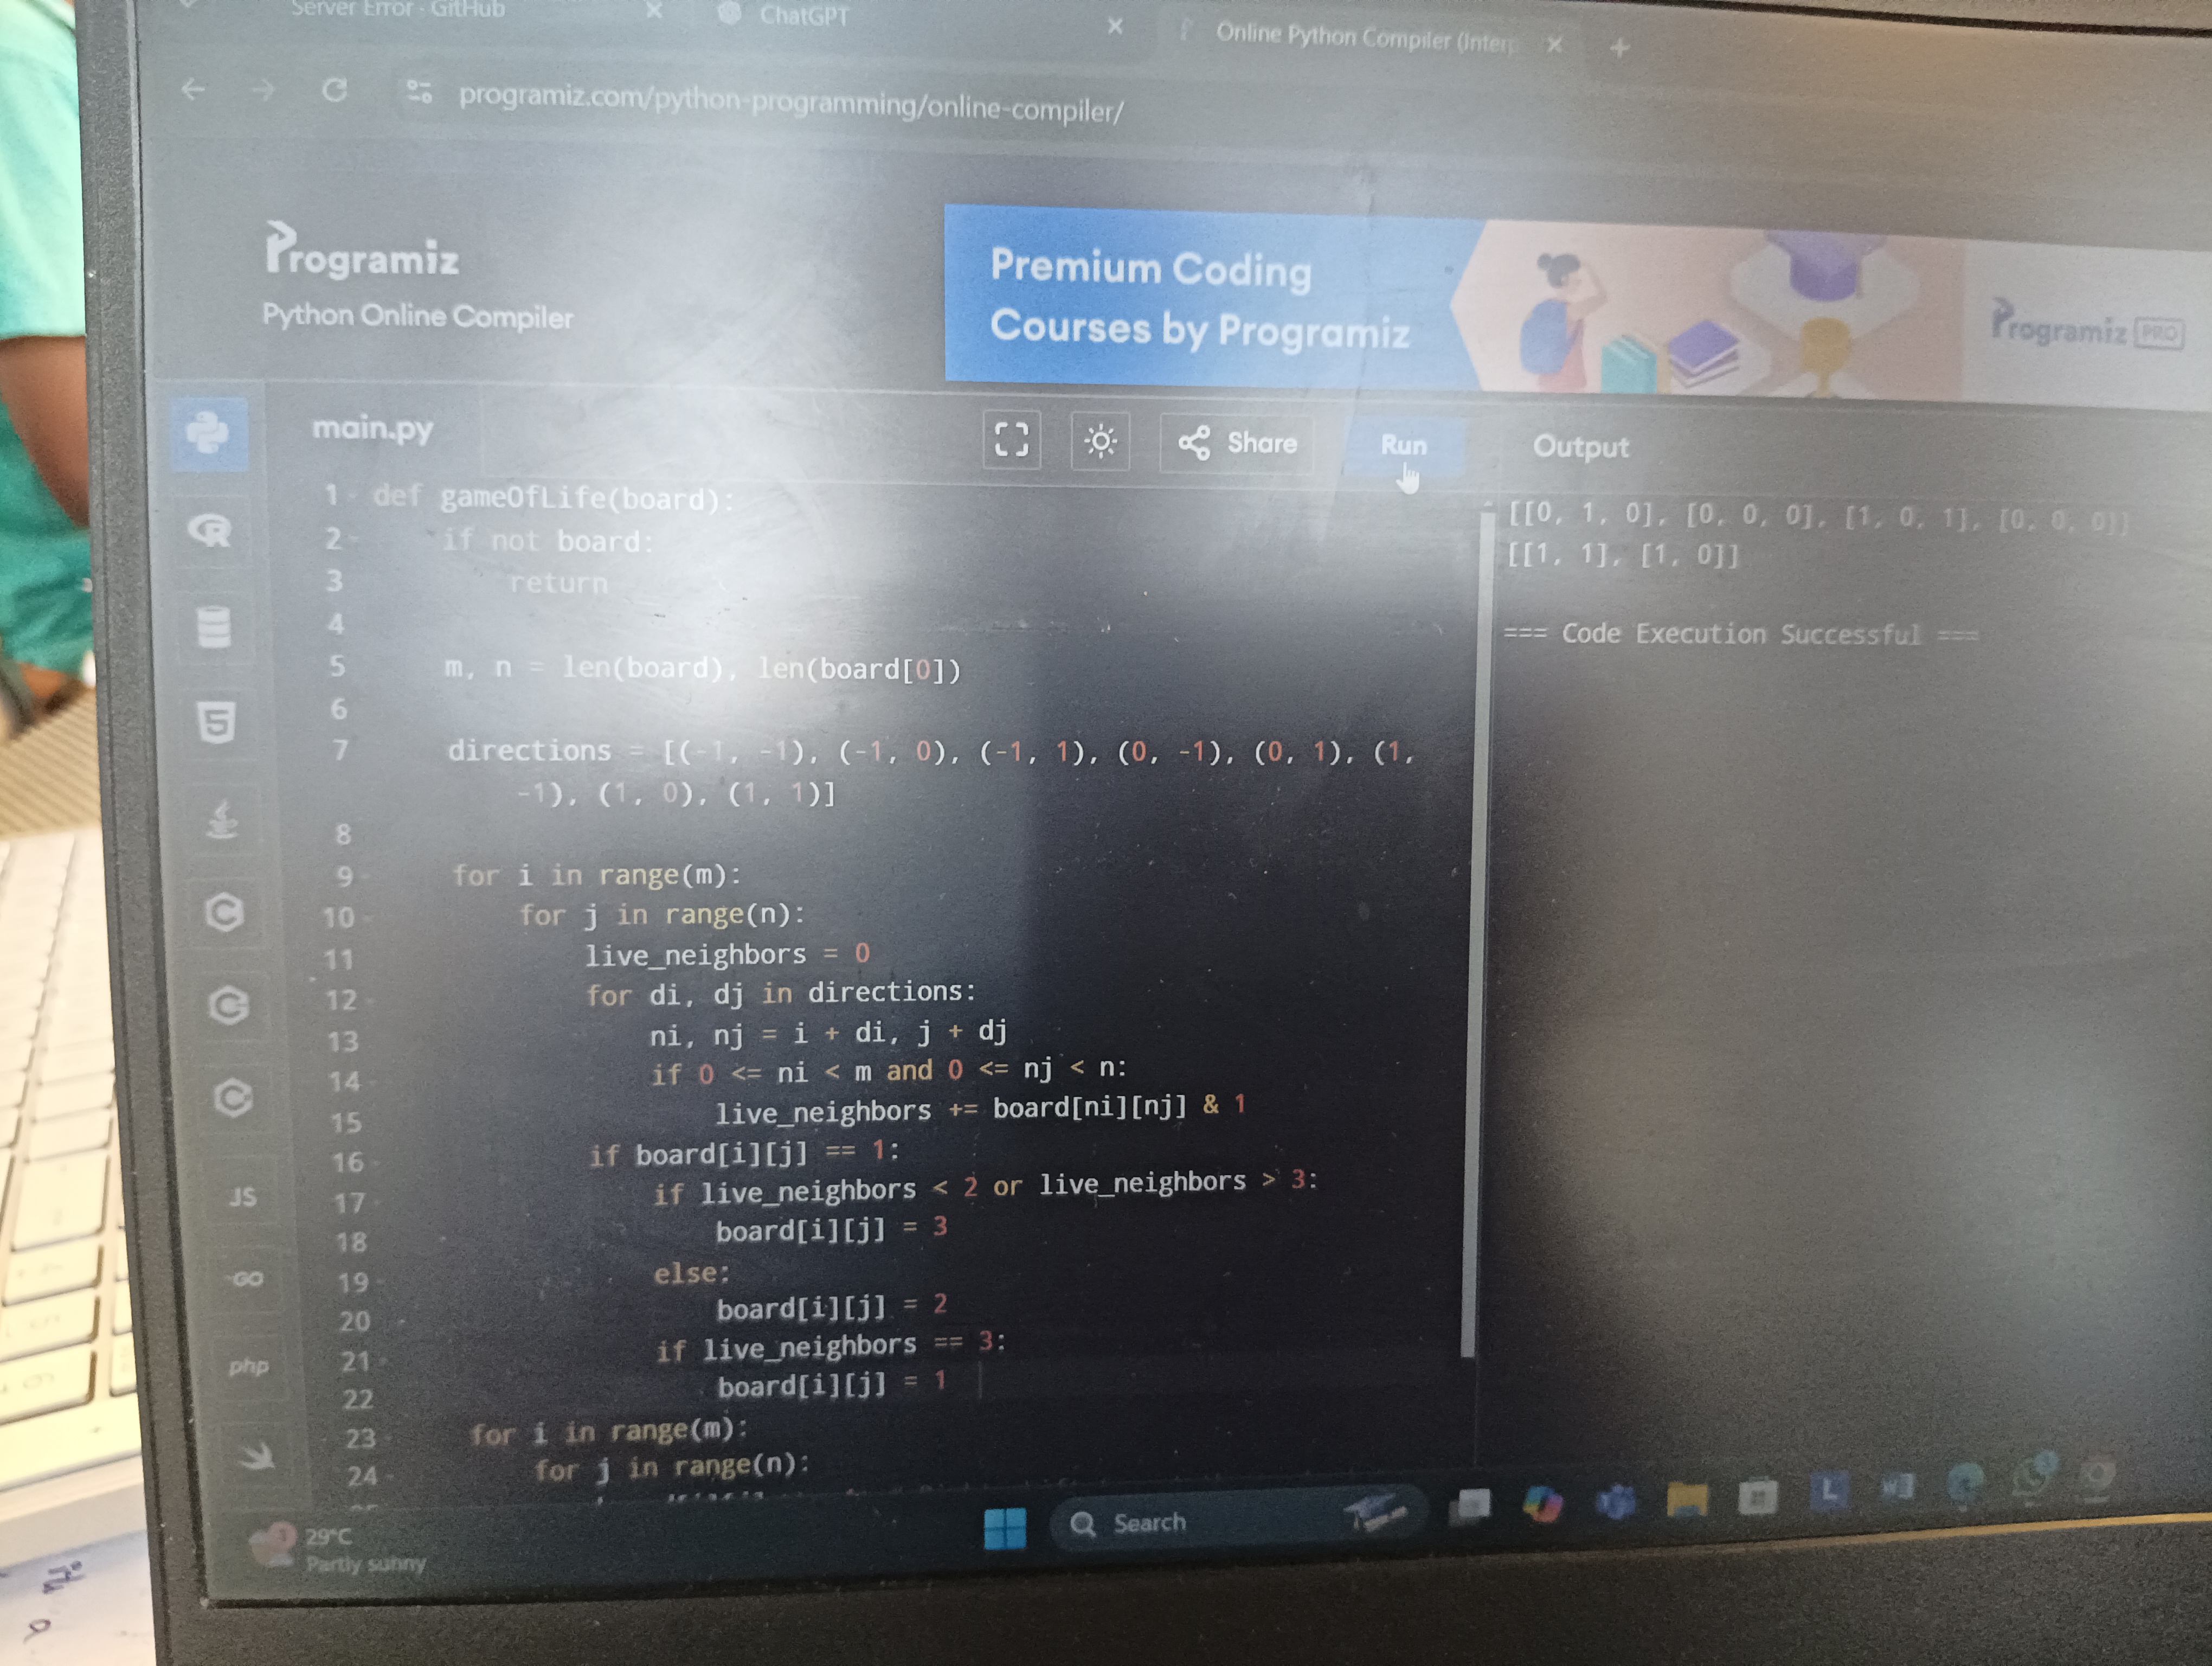 Server Error - GitHub
ChatGPT
Online Python Compiler (Inter
programiz.com/python-programming/online-compiler/
Programiz
Python Online Compiler
Premium Coding
Courses by Programiz
Programiz PRO
main.py
Share
Run
Output
1 def gameOfLife(board):
2 if not board:
3 return
4
5 m, n = len(board), len(board[0])
6
7 directions = [(-1, -1), (-1, 0), (-1, 1), (0, -1), (0, 1), (1,
-1), (1, 0), (1, 1)]
8
9 for i in range(m):
10 for j in range(n):
11 live_neighbors = 0
12 for di, dj in directions:
13 ni, nj = i + di, j + dj
14 if 0 <= ni < m and 0 <= nj < n:
15 live_neighbors += board[ni][nj] & 1
16 if board[i][j] == 1:
17 if live_neighbors < 2 or live_neighbors > 3:
18 board[i][j] = 3
19 else:
20 board[i][j] = 2
21 if live_neighbors == 3:
22 board[i][j] = 1
23 for i in range(m):
24 for j in range(n):
[[0, 1, 0], [0, 0, 0], [1, 0, 1], [0, 0, 0]]
[[1, 1], [1, 0]]
=== Code Execution Successful ===
R
5
C
C
C
JS
GO
php
29°C
Partly sunny
Search
L